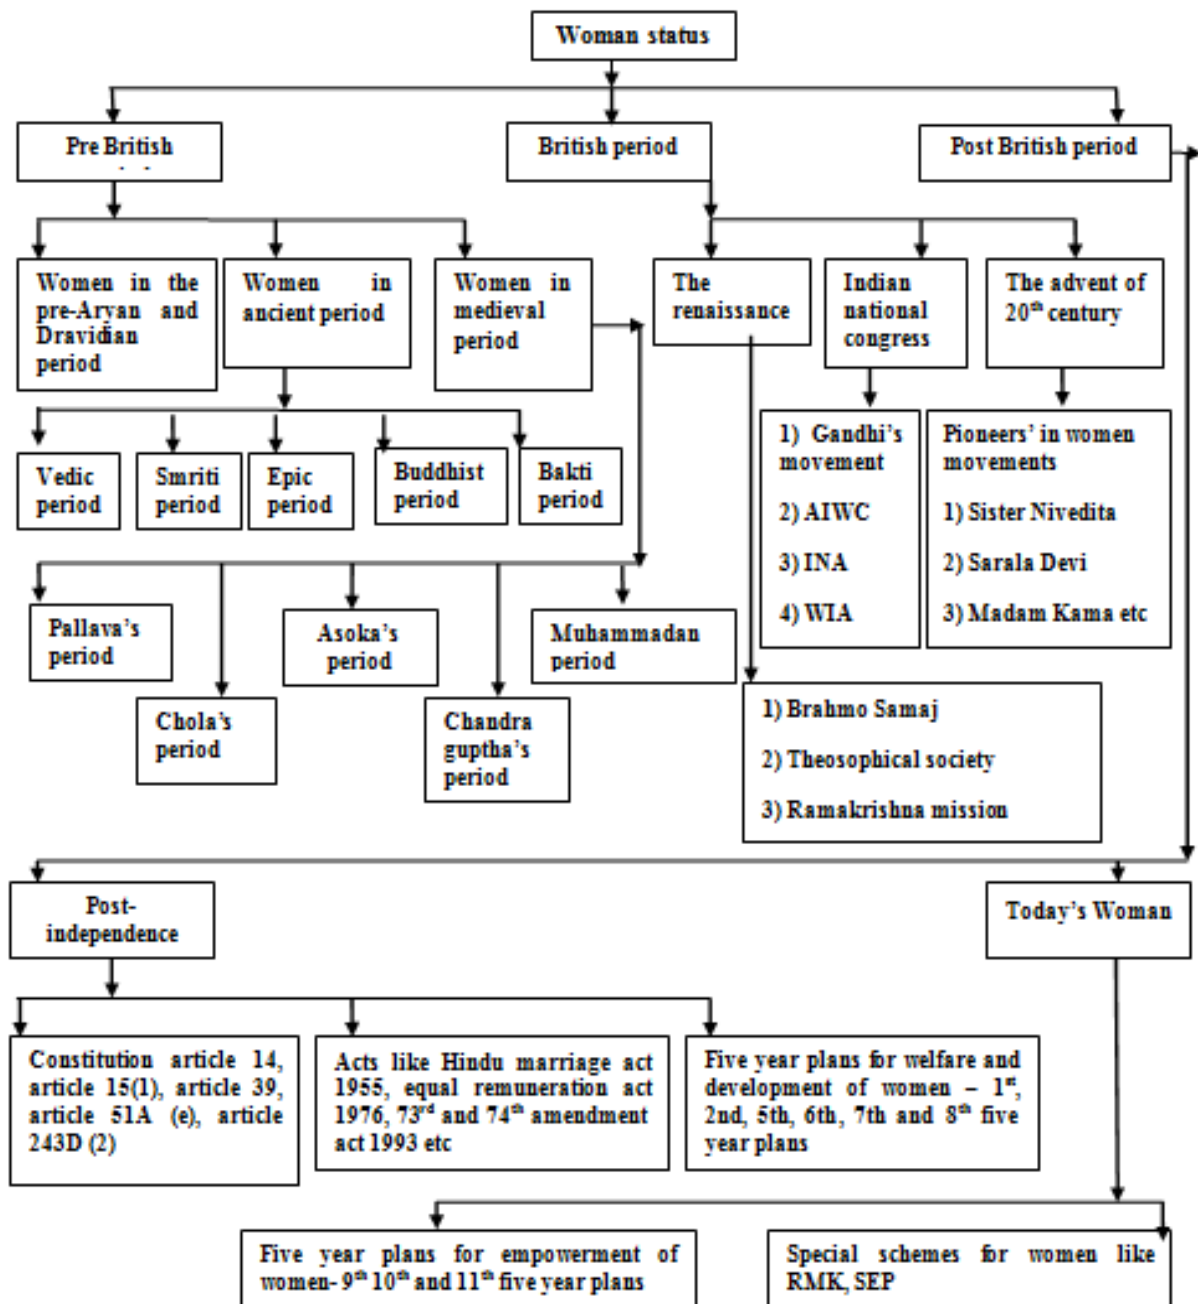 Woman status
Pre British
British period
Post British period
Women in the
pre-Aryan and
Dravidian
period
Women in
ancient period
Women in
medieval
period
The
renaissance
Indian
national
congress
The advent of
20th century
Vedic
period
Smriti
period
Epic
period
Buddhist
period
Bakti
period
1) Gandhi's
movement
2) AIWC
3) INA
4) WIA
Pioneers' in women
movements
1) Sister Nivedita
2) Sarala Devi
3) Madam Kama etc
Pallava's
period
Asoka's
period
Muhammadan
period
Chola's
period
Chandra
guptha's
period
1) Brahmo Samaj
2) Theosophical society
3) Ramakrishna mission
Post-
independence
Today's Woman
Constitution article 14,
article 15(1), article 39,
article 51A (e), article
243D (2)
Acts like Hindu marriage act
1955, equal remuneration act
1976, 73rd and 74th amendment
act 1993 etc
Five year plans for welfare and
development of women – 1st,
2nd, 5th, 6th, 7th and 8th five
year plans
Five year plans for empowerment of
women- 9th 10th and 11th five year plans
Special schemes for women like
RMK, SEP